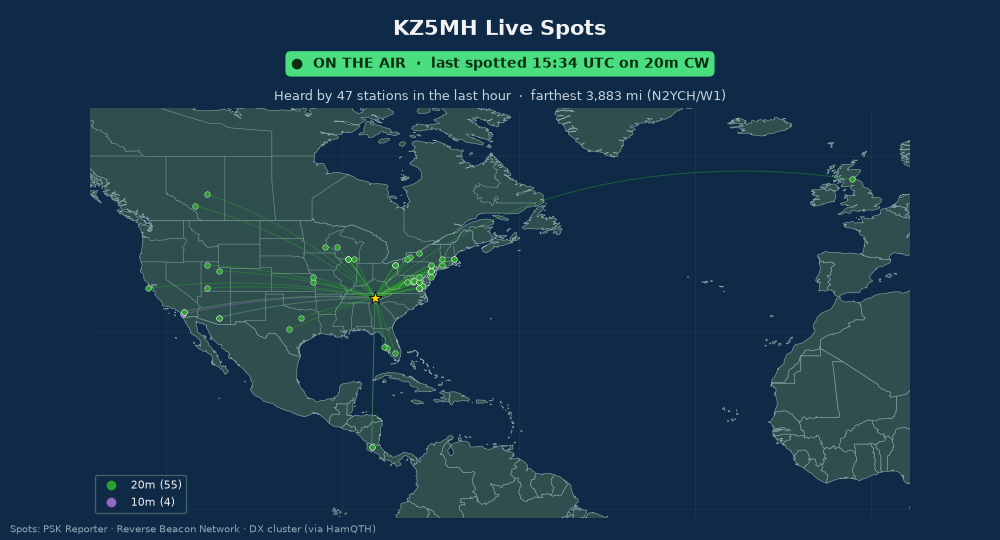 KZ5MH Live Spots
● ON THE AIR · last spotted 15:34 UTC on 20m CW
Heard by 47 stations in the last hour · farthest 3,883 mi (N2YCH/W1)
20m (55)
10m (4)
Spots: PSK Reporter · Reverse Beacon Network · DX cluster (via HamQTH)